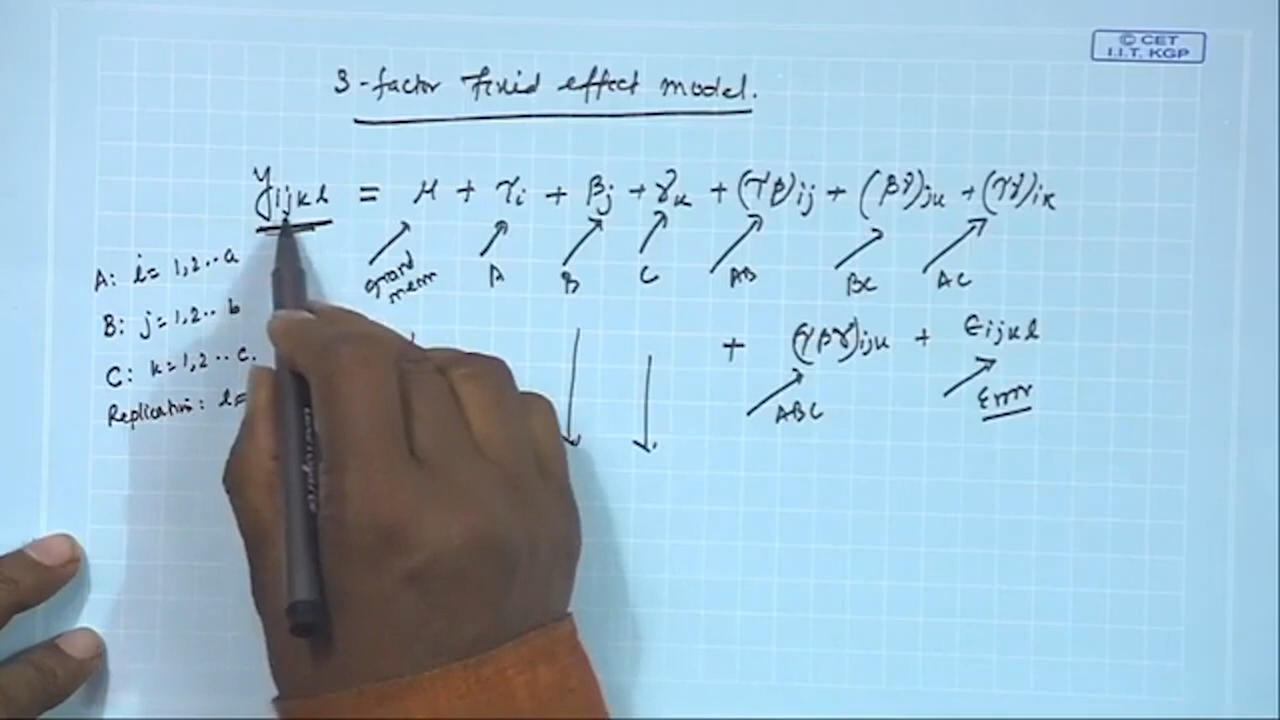 © CET
I.I.T. KGP
3-factor fixed effect model.
yijkl = μ + τi + βj + γk + (τβ)ij + (βγ)jk + (τγ)ik
grand mean A B C AB BC AC
A: i = 1,2..a
B: j = 1,2..b
C: k = 1,2..c.
Replication: l =
+ (τβγ)ijk + εijkl
ABC Error